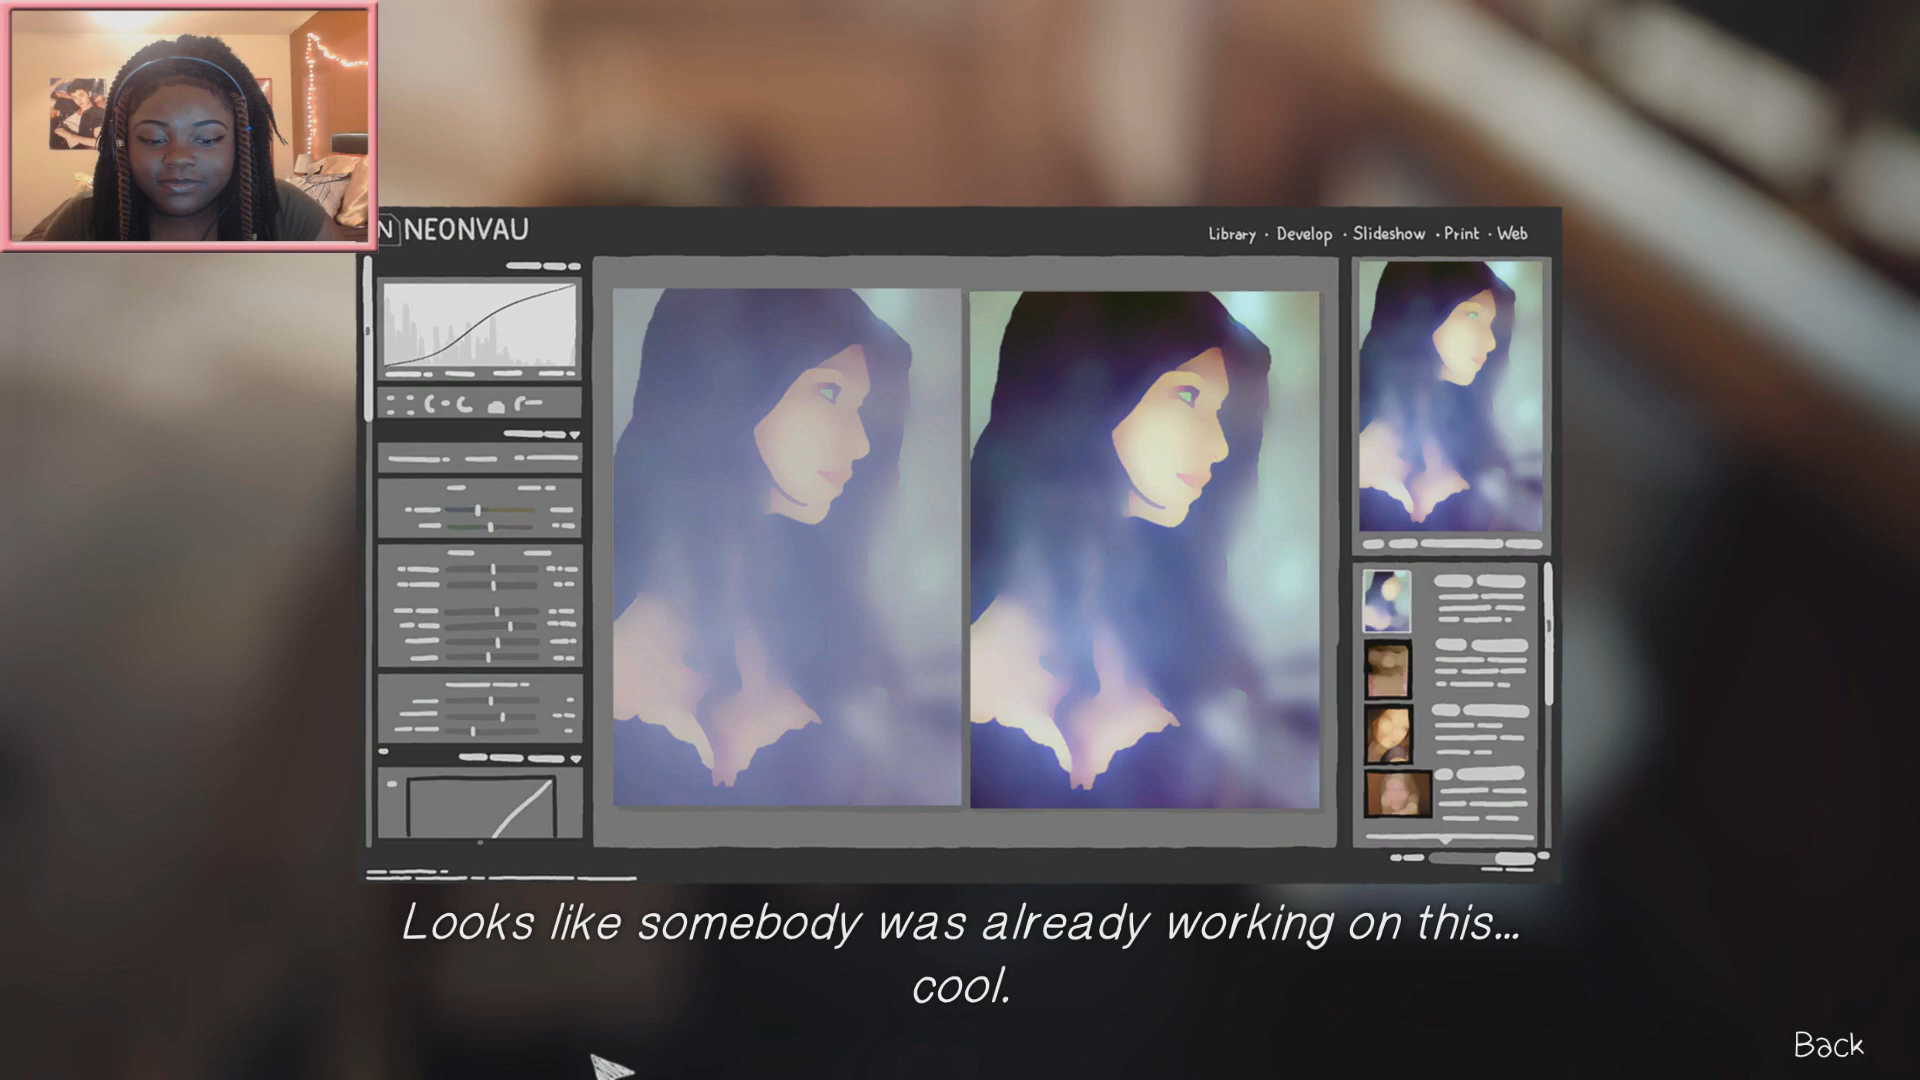 N NEONVAU
Library · Develop · Slideshow · Print · Web
Looks like somebody was already working on this...
cool.
Back